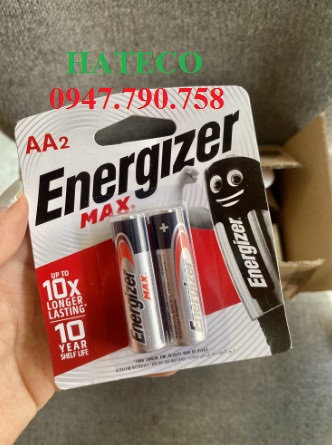 HATECO
0947.790.758
AA2
Energizer
MAX
UP TO
10X
LONGER
LASTING*
10
YEAR
SHELF LIFE
Energizer
MAX
Energizer
+
Energizer